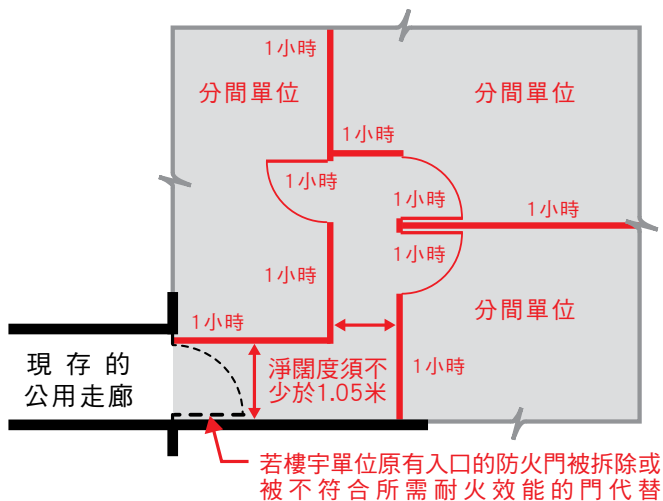 1小時
分間單位
分間單位
1小時
1小時
1小時
1小時
1小時
1小時
分間單位
1小時
現存的
公用走廊
淨闊度須不
少於1.05米
1小時
若樓宇單位原有入口的防火門被拆除或
被不符合所需耐火效能的門代替